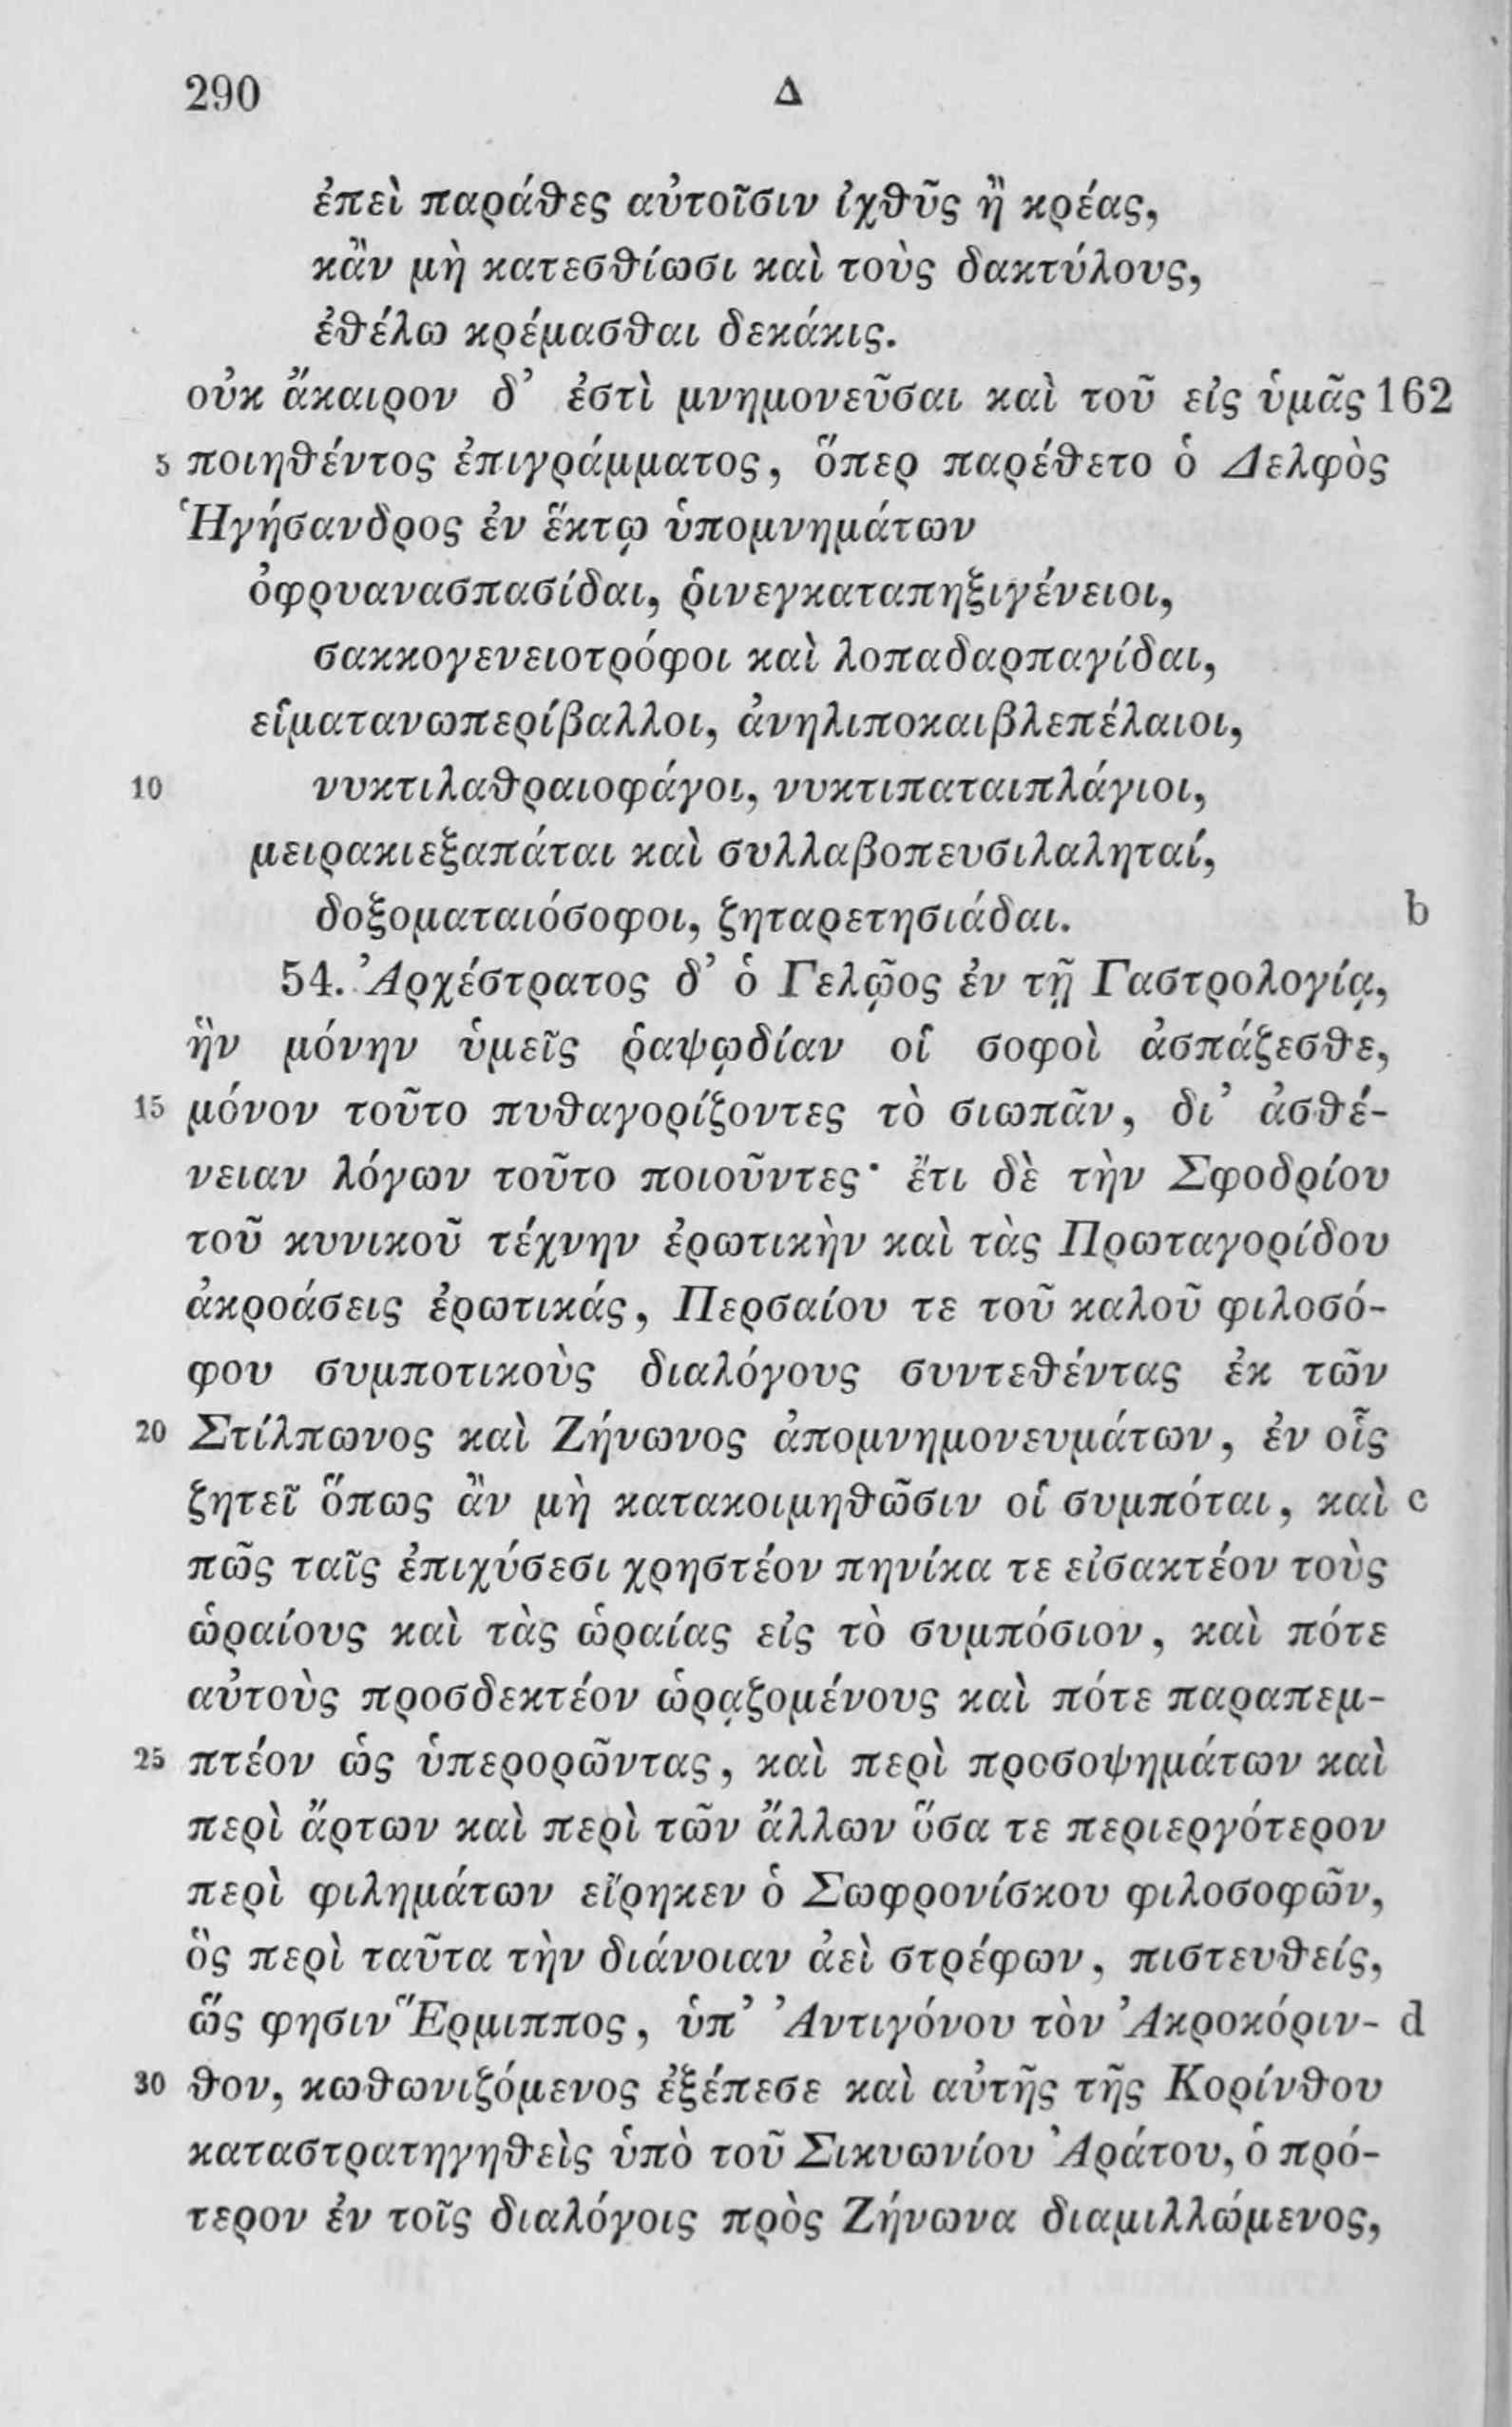 290 Δ
ἐπεὶ παράθες αὐτοῖσιν ἰχθῦς ἢ κρέας,
κἂν μὴ κατεσθίωσι καὶ τοὺς δακτύλους,
ἐθέλω κρέμασθαι δεκάκις.
οὐκ ἄκαιρον δ’ ἐστὶ μνημονεῦσαι καὶ τοῦ εἰς ὑμᾶς 162
5 ποιηθέντος ἐπιγράμματος, ὅπερ παρέθετο ὁ Δελφὸς
Ἡγήσανδρος ἐν ἕκτῳ ὑπομνημάτων
ὀφρυανασπασίδαι, ῥινεγκαταπηξιγένειοι,
σακκογενειοτρόφοι καὶ λοπαδαρπαγίδαι,
εἱματανωπερίβαλλοι, ἀνηλιποκαιβλεπέλαιοι,
10 νυκτιλαθραιοφάγοι, νυκτιπαταιπλάγιοι,
μειρακιεξαπάται καὶ συλλαβοπευσιλαληταί,
δοξοματαιόσοφοι, ζηταρετησιάδαι. b
54. Ἀρχέστρατος δ’ ὁ Γελῷος ἐν τῇ Γαστρολογίᾳ,
ἣν μόνην ὑμεῖς ῥαψῳδίαν οἱ σοφοὶ ἀσπάζεσθε,
15 μόνον τοῦτο πυθαγορίζοντες τὸ σιωπᾶν, δι’ ἀσθέ-
νειαν λόγων τοῦτο ποιοῦντες· ἔτι δὲ τὴν Σφοδρίου
τοῦ κυνικοῦ τέχνην ἐρωτικὴν καὶ τὰς Πρωταγορίδου
ἀκροάσεις ἐρωτικάς, Περσαίου τε τοῦ καλοῦ φιλοσό-
φου συμποτικοὺς διαλόγους συντεθέντας ἐκ τῶν
20 Στίλπωνος καὶ Ζήνωνος ἀπομνημονευμάτων, ἐν οἷς
ζητεῖ ὅπως ἂν μὴ κατακοιμηθῶσιν οἱ συμπόται, καὶ c
πῶς ταῖς ἐπιχύσεσι χρηστέον πηνίκα τε εἰσακτέον τοὺς
ὡραίους καὶ τὰς ὡραίας εἰς τὸ συμπόσιον, καὶ πότε
αὐτοὺς προσδεκτέον ὡρᾳζομένους καὶ πότε παραπεμ-
25 πτέον ὡς ὑπερορῶντας, καὶ περὶ προσοψημάτων καὶ
περὶ ἄρτων καὶ περὶ τῶν ἄλλων ὅσα τε περιεργότερον
περὶ φιλημάτων εἴρηκεν ὁ Σωφρονίσκου φιλοσοφῶν,
ὃς περὶ ταῦτα τὴν διάνοιαν ἀεὶ στρέφων, πιστευθείς,
ὥς φησιν Ἕρμιππος, ὑπ’ Ἀντιγόνου τὸν Ἀκροκόριν- d
30 θον, κωθωνιζόμενος ἐξέπεσε καὶ αὐτῆς τῆς Κορίνθου
καταστρατηγηθεὶς ὑπὸ τοῦ Σικυωνίου Ἀράτου, ὁ πρό-
τερον ἐν τοῖς διαλόγοις πρὸς Ζήνωνα διαμιλλώμενος,